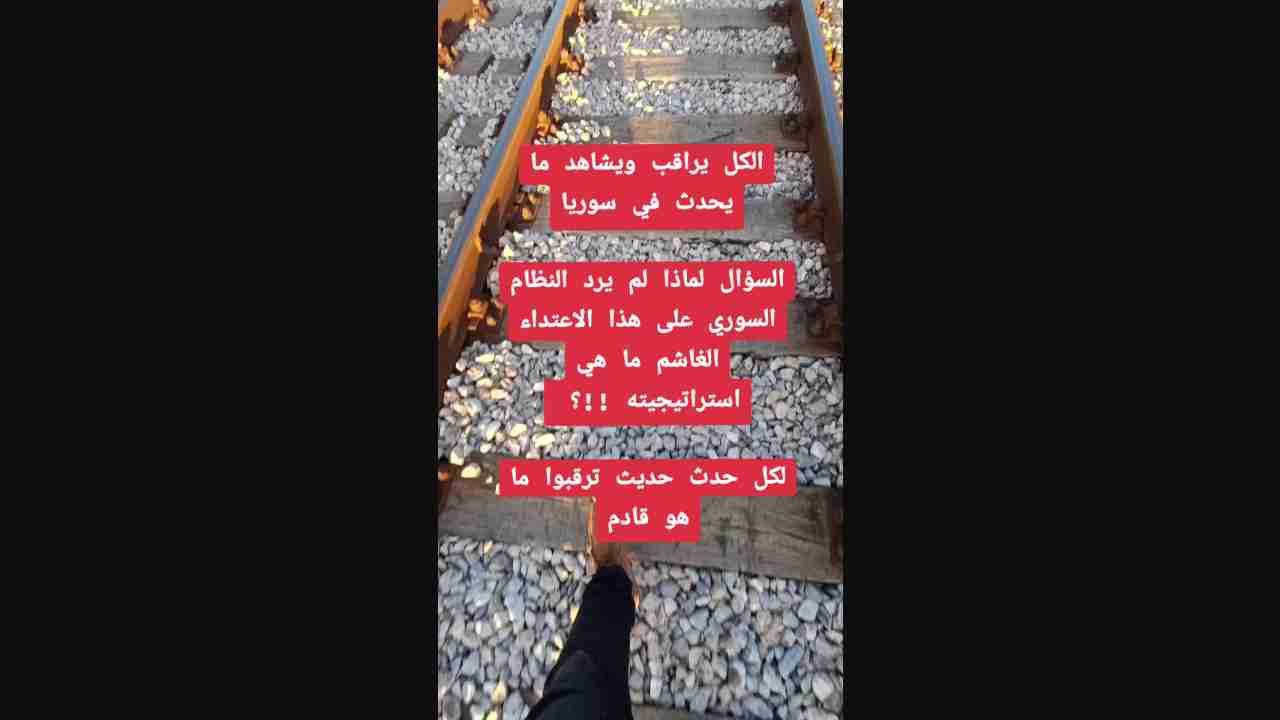 الكل يراقب ويشاهد ما
يحدث في سوريا
السؤال لماذا لم يرد النظام
السوري على هذا الاعتداء
الغاشم ما هي
استراتيجيته !!؟
لكل حدث حديث ترقبوا ما
هو قادم